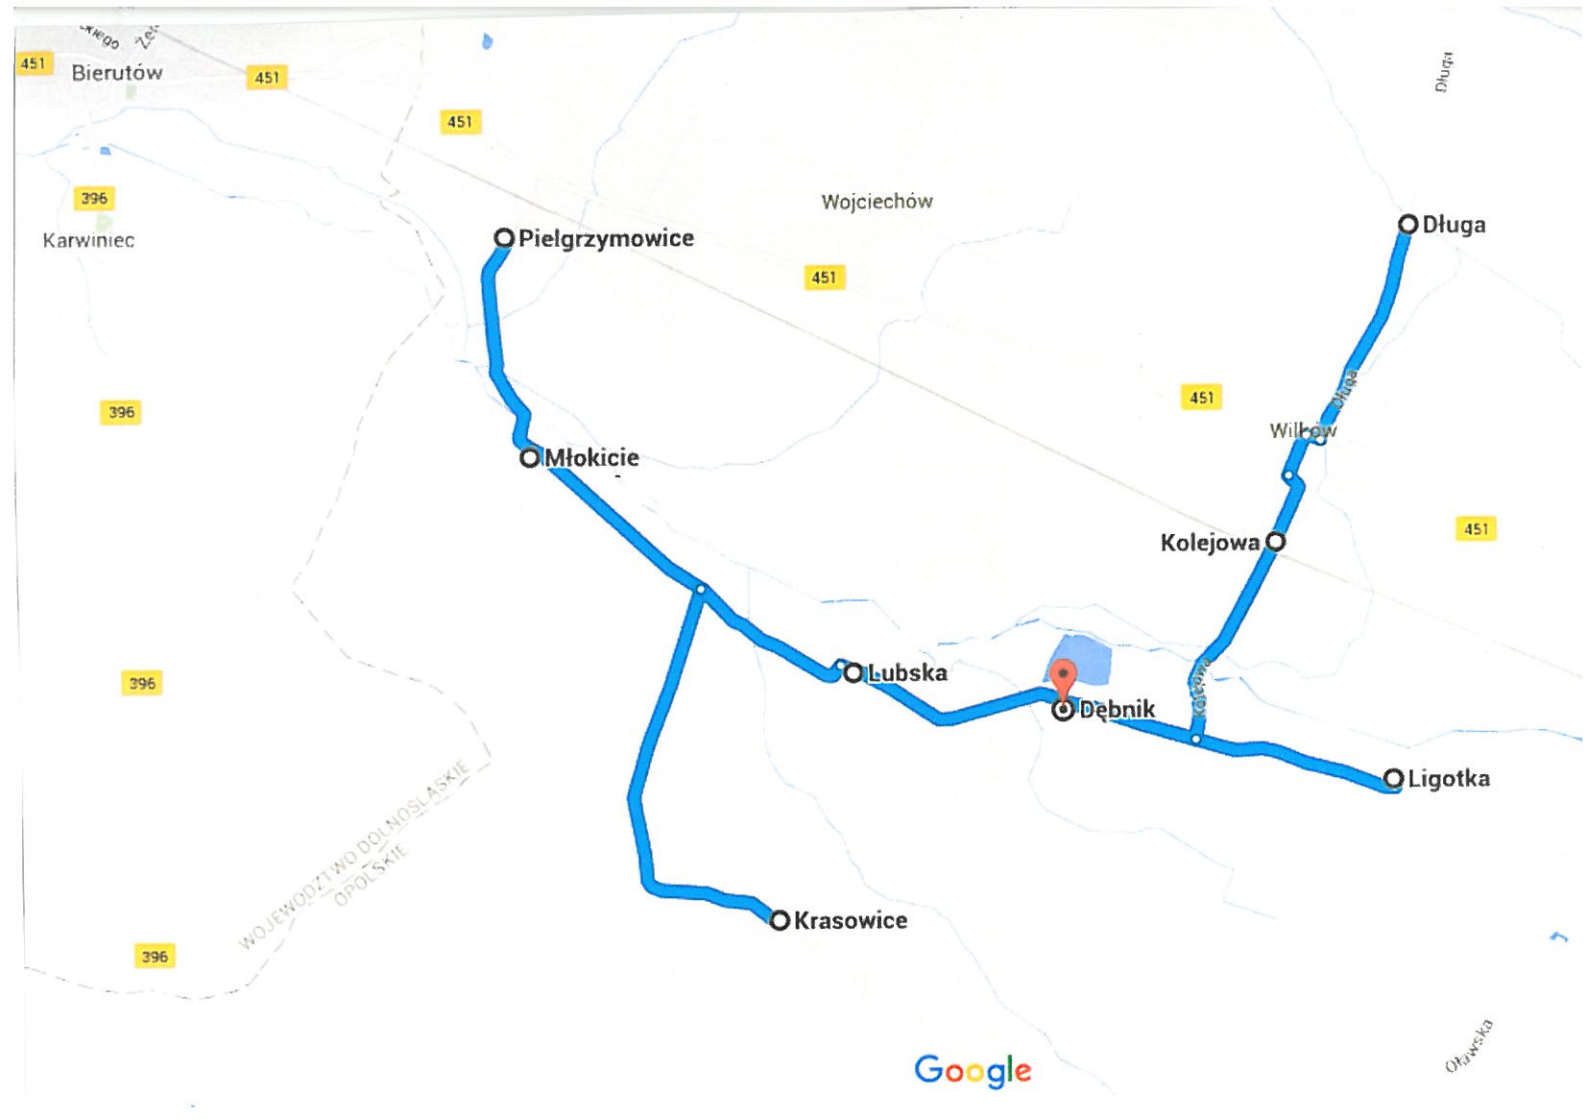 skiego
451
Bierutów
451
Długa
451
396
Wojciechów
Karwiniec
Pielgrzymowice
Długa
451
Długa
451
396
Wilków
Młokicie
451
Kolejowa
Lubska
396
Kolejowa
Dębnik
Ligotka
WOJEWÓDZTWO DOLNOŚLĄSKIE
OPOLSKIE
Krasowice
396
Oławska
Google